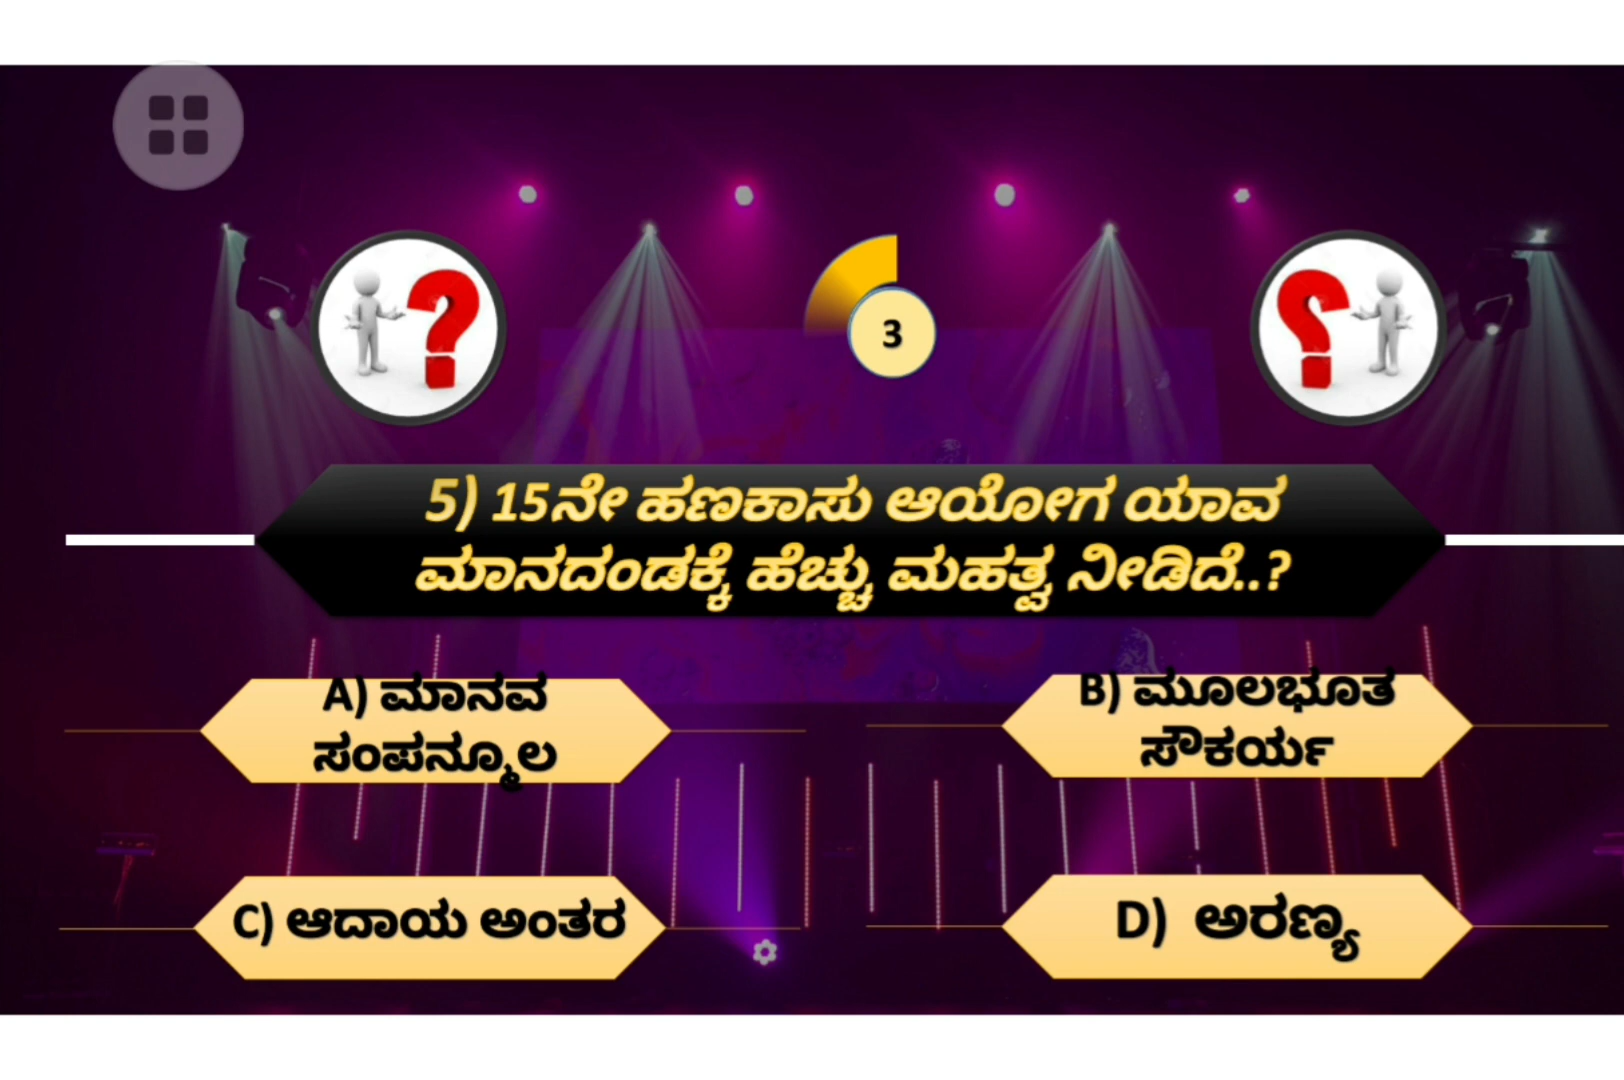 3
5) 15ನೇ ಹಣಕಾಸು ಆಯೋಗ ಯಾವ
ಮಾನದಂಡಕ್ಕೆ ಹೆಚ್ಚು ಮಹತ್ವ ನೀಡಿದೆ..?
A) ಮಾನವ
ಸಂಪನ್ಮೂಲ
B) ಮೂಲಭೂತ
ಸೌಕರ್ಯ
C) ಆದಾಯ ಅಂತರ
D) ಅರಣ್ಯ